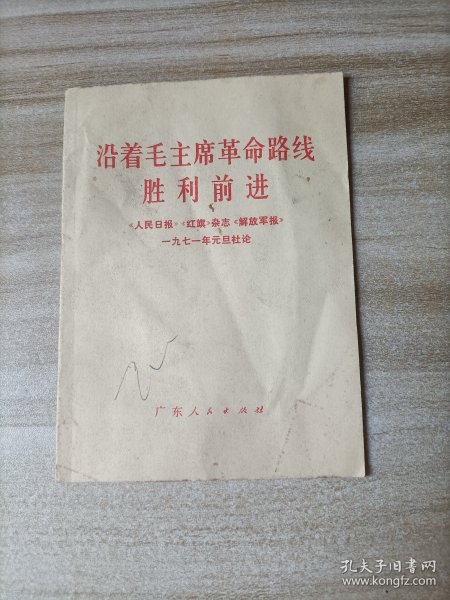 沿着毛主席革命路线
胜利前进
《人民日报》《红旗》杂志《解放军报》
一九七一年元旦社论
广东人民出版社
孔夫子旧书网
www.kongfz.com